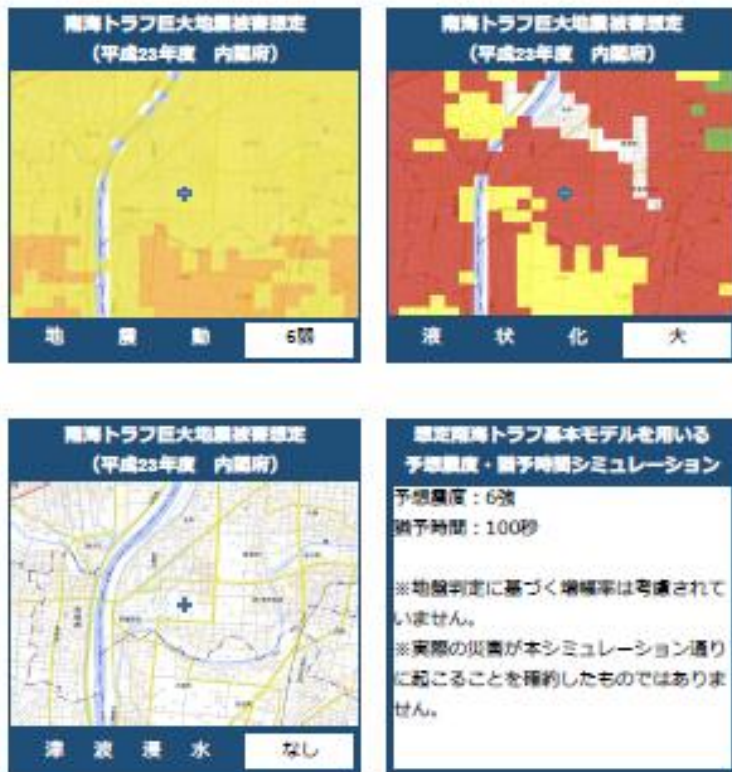 南海トラフ巨大地震被害想定
（平成23年度　内閣府）
地　震　動　6弱
南海トラフ巨大地震被害想定
（平成23年度　内閣府）
液　状　化　大
南海トラフ巨大地震被害想定
（平成23年度　内閣府）
津　波　浸　水　なし
想定南海トラフ基本モデルを用いる
予想震度・猶予時間シミュレーション
予想震度：6強
猶予時間：100秒
※地盤判定に基づく増幅率は考慮されて
いません。
※実際の災害が本シミュレーション通り
に起こることを確約したものではありま
せん。